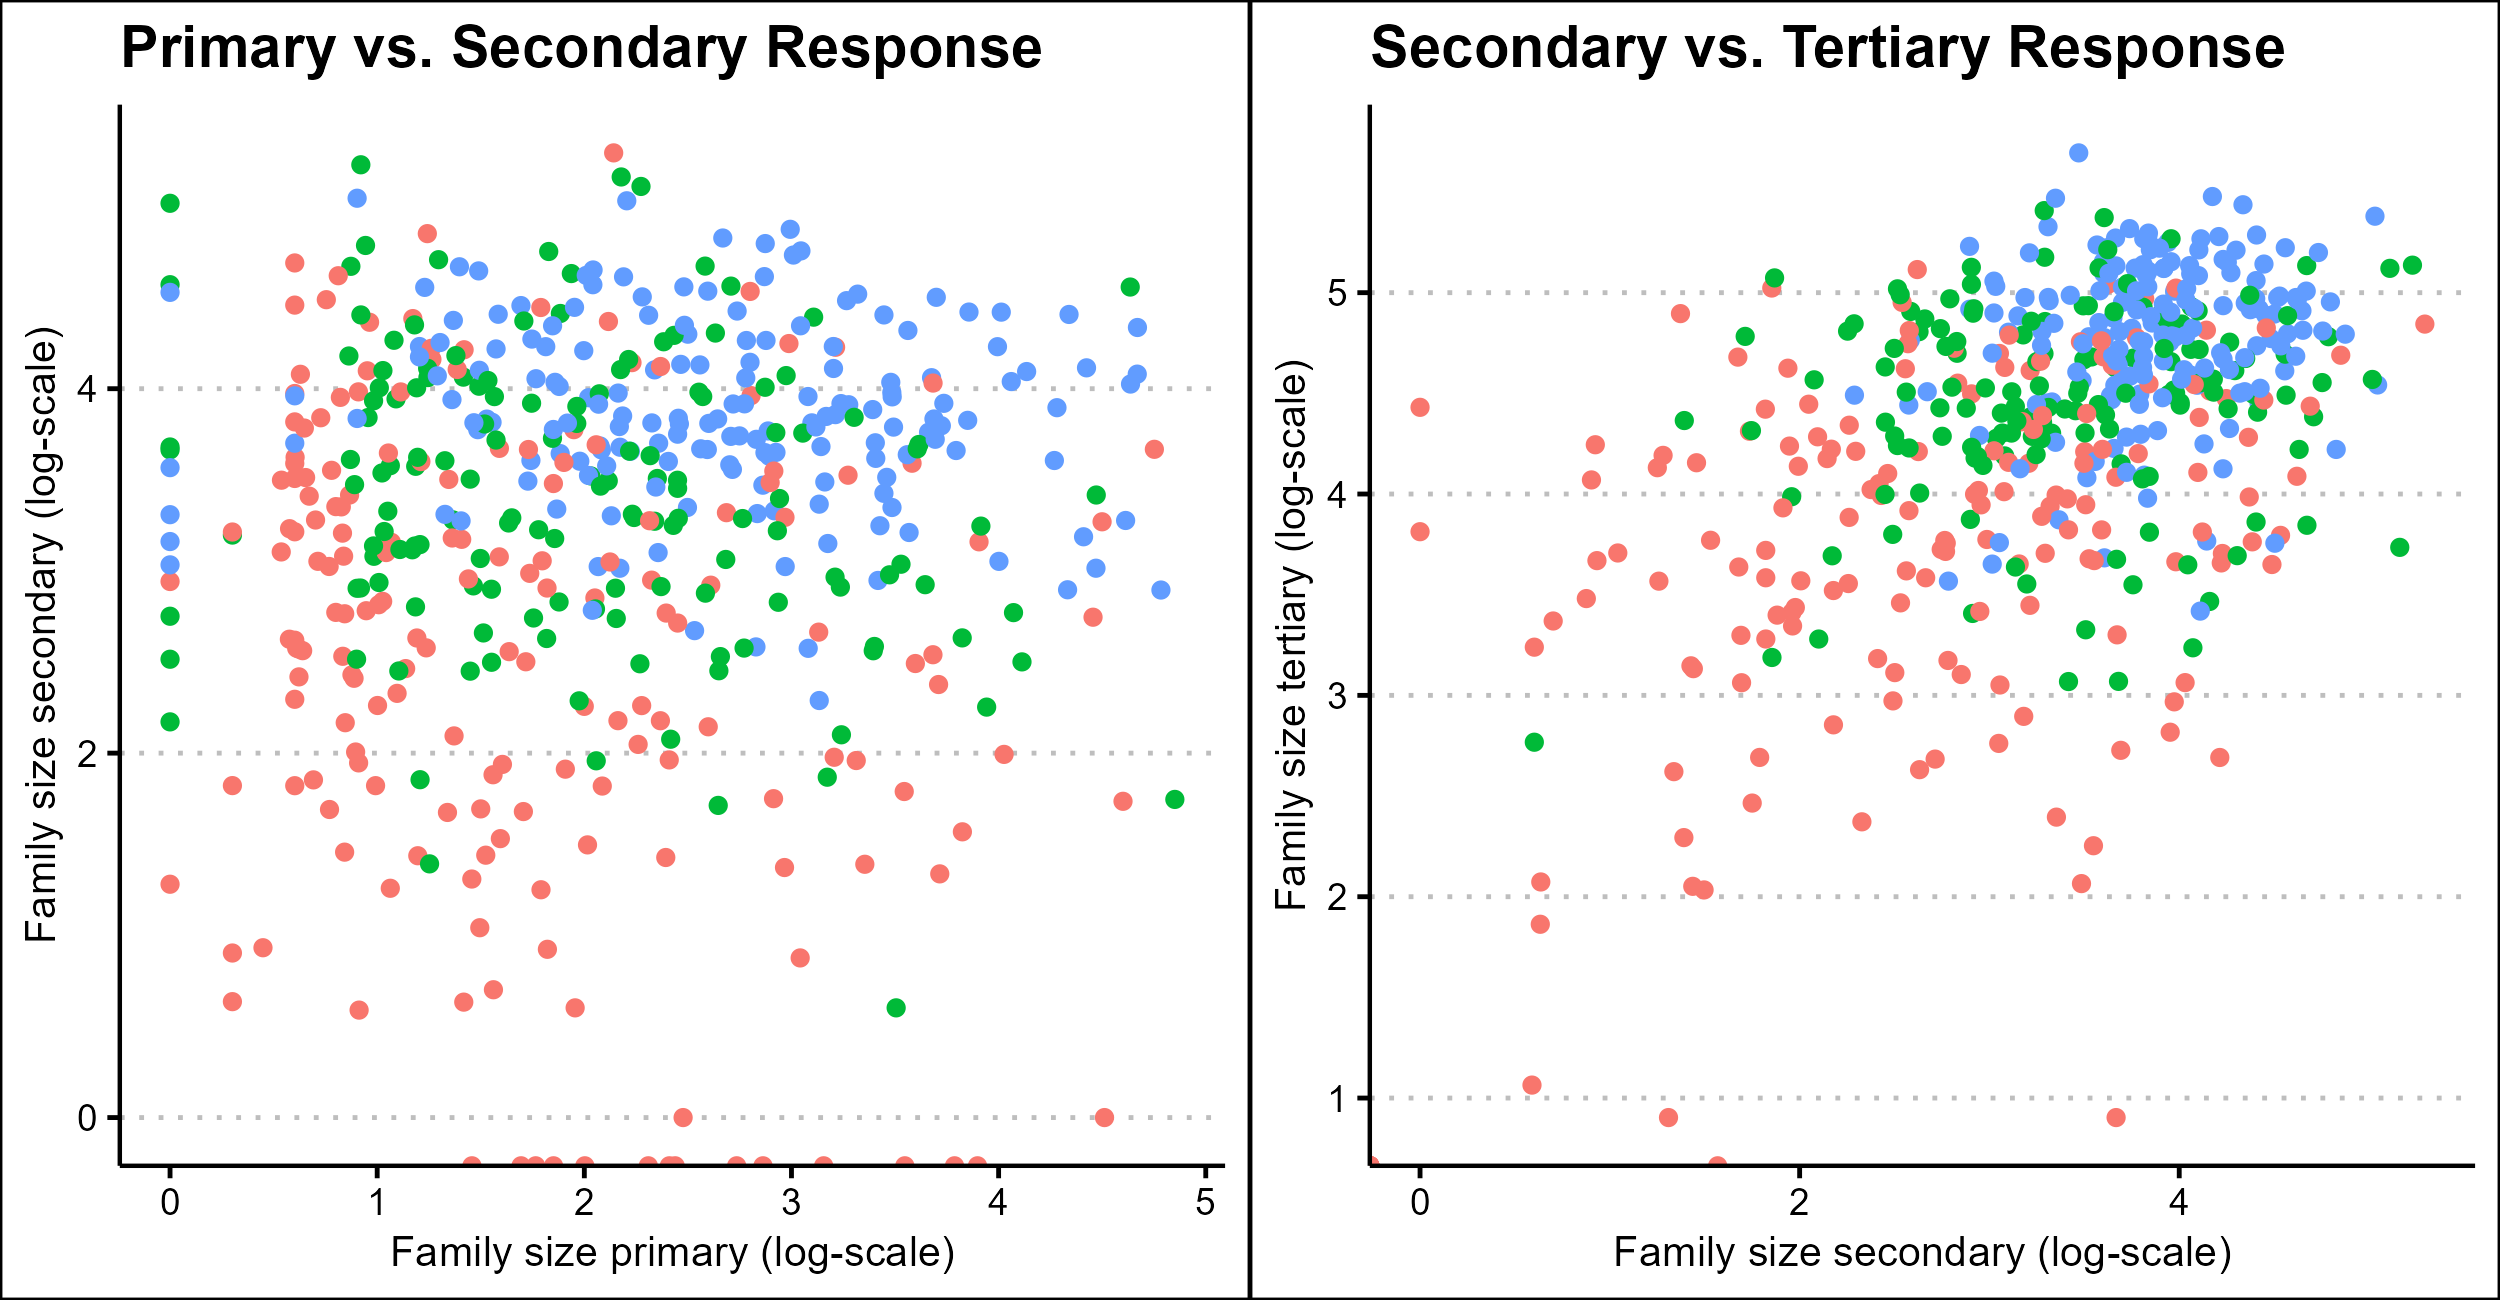 Primary vs. Secondary Response
Family size secondary (log-scale)
4
2
0
0 1 2 3 4 5
Family size primary (log-scale)
Secondary vs. Tertiary Response
Family size tertiary (log-scale)
5
4
3
2
1
0 2 4
Family size secondary (log-scale)